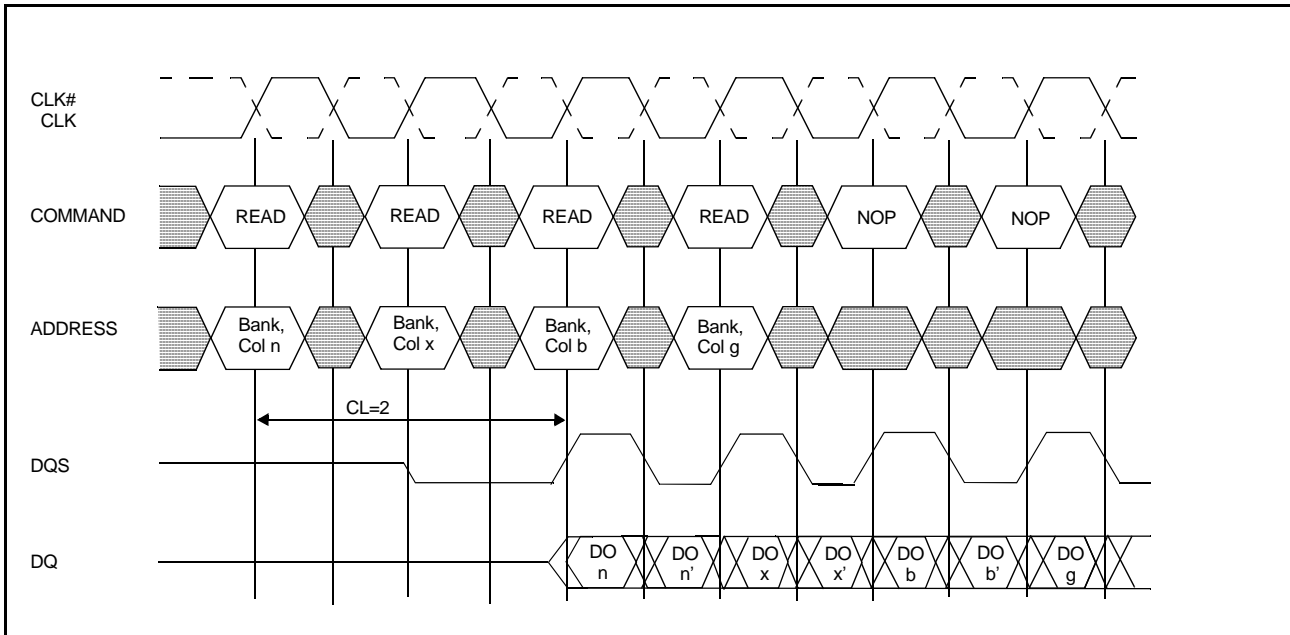 CLK#
CLK
COMMAND
READ
READ
READ
READ
NOP
NOP
ADDRESS
Bank,
Col n
Bank,
Col x
Bank,
Col b
Bank,
Col g
CL=2
DQS
DQ
DO
n
DO
n'
DO
x
DO
x'
DO
b
DO
b'
DO
g